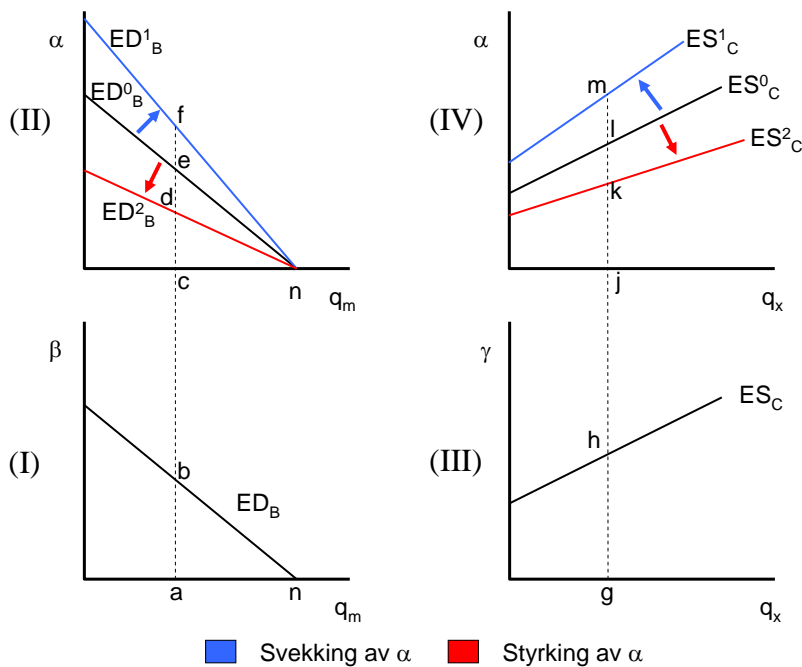 α
ED¹B
ED⁰B
f
(II)
e
d
ED²B
c
n
qm
α
ES¹C
m
ES⁰C
l
(IV)
ES²C
k
j
qx
β
(I)
b
EDB
a
n
qm
γ
ESC
h
(III)
g
qx
Svekking av α
Styrking av α